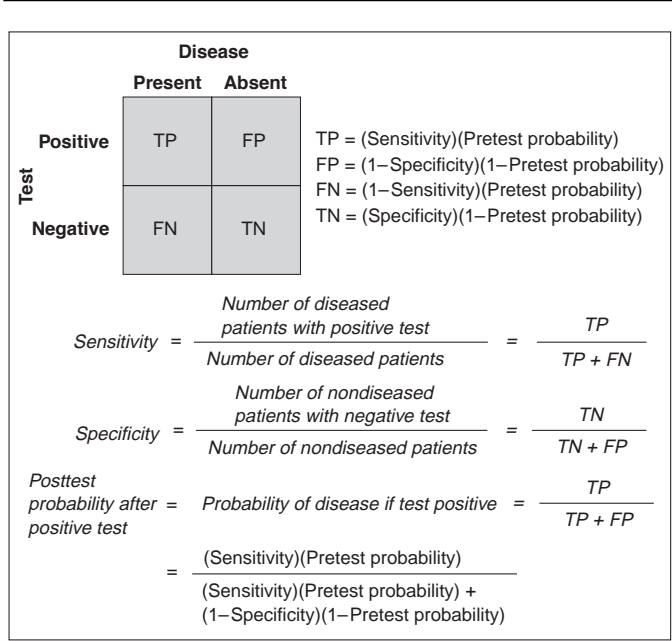 Disease
Present Absent
Test
Positive TP FP
Negative FN TN
TP = (Sensitivity)(Pretest probability)
FP = (1–Specificity)(1–Pretest probability)
FN = (1–Sensitivity)(Pretest probability)
TN = (Specificity)(1–Pretest probability)
Number of diseased
patients with positive test
Sensitivity = = TP
Number of diseased patients
TP + FN
Number of nondiseased
patients with negative test
Specificity = = TN
Number of nondiseased patients
TN + FP
Posttest
probability after = Probability of disease if test positive = TP
positive test
TP + FP
= (Sensitivity)(Pretest probability)
(Sensitivity)(Pretest probability) +
(1–Specificity)(1–Pretest probability)